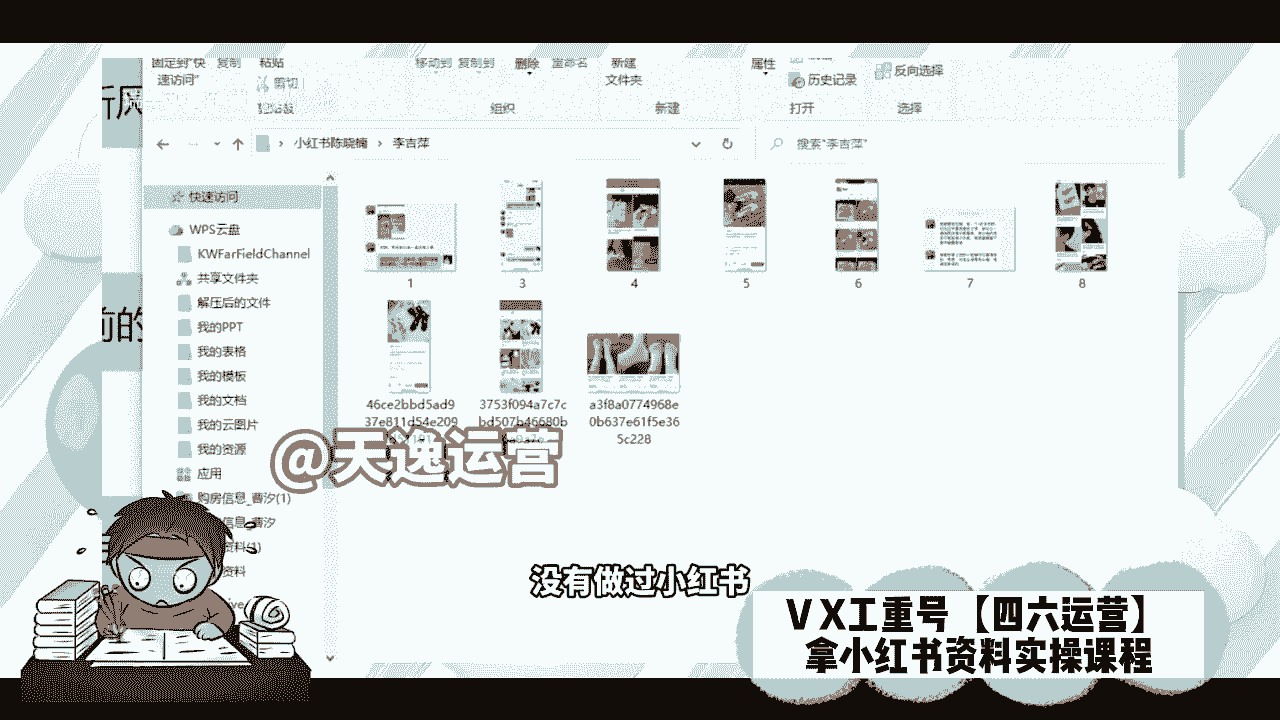 固定到"快速访问"
复制
粘贴
剪切
移动到
复制到
删除
重命名
新建
文件夹
属性
历史记录
反向选择
组织
新建
打开
选择
小红书陈晓楠 › 李吉萍
搜索"李吉萍"
快速访问
WPS云盘
KWFarFieldChannel
共享文件夹
解压后的文件
我的PPT
我的表格
我的模板
我的文档
我的云图片
我的资源
应用
购房信息_曹汐(1)
信息_曹汐
资料(1)
资料
1
3
4
5
6
7
8
46ce2bbd5ad9
37e811d54e209
3753f094a7c7c
bd507b46680b
a3f8a0774968e
0b637e61f5e36
5c228
@天逸运营
没有做过小红书
VX工重号【四六运营】
拿小红书资料实操课程